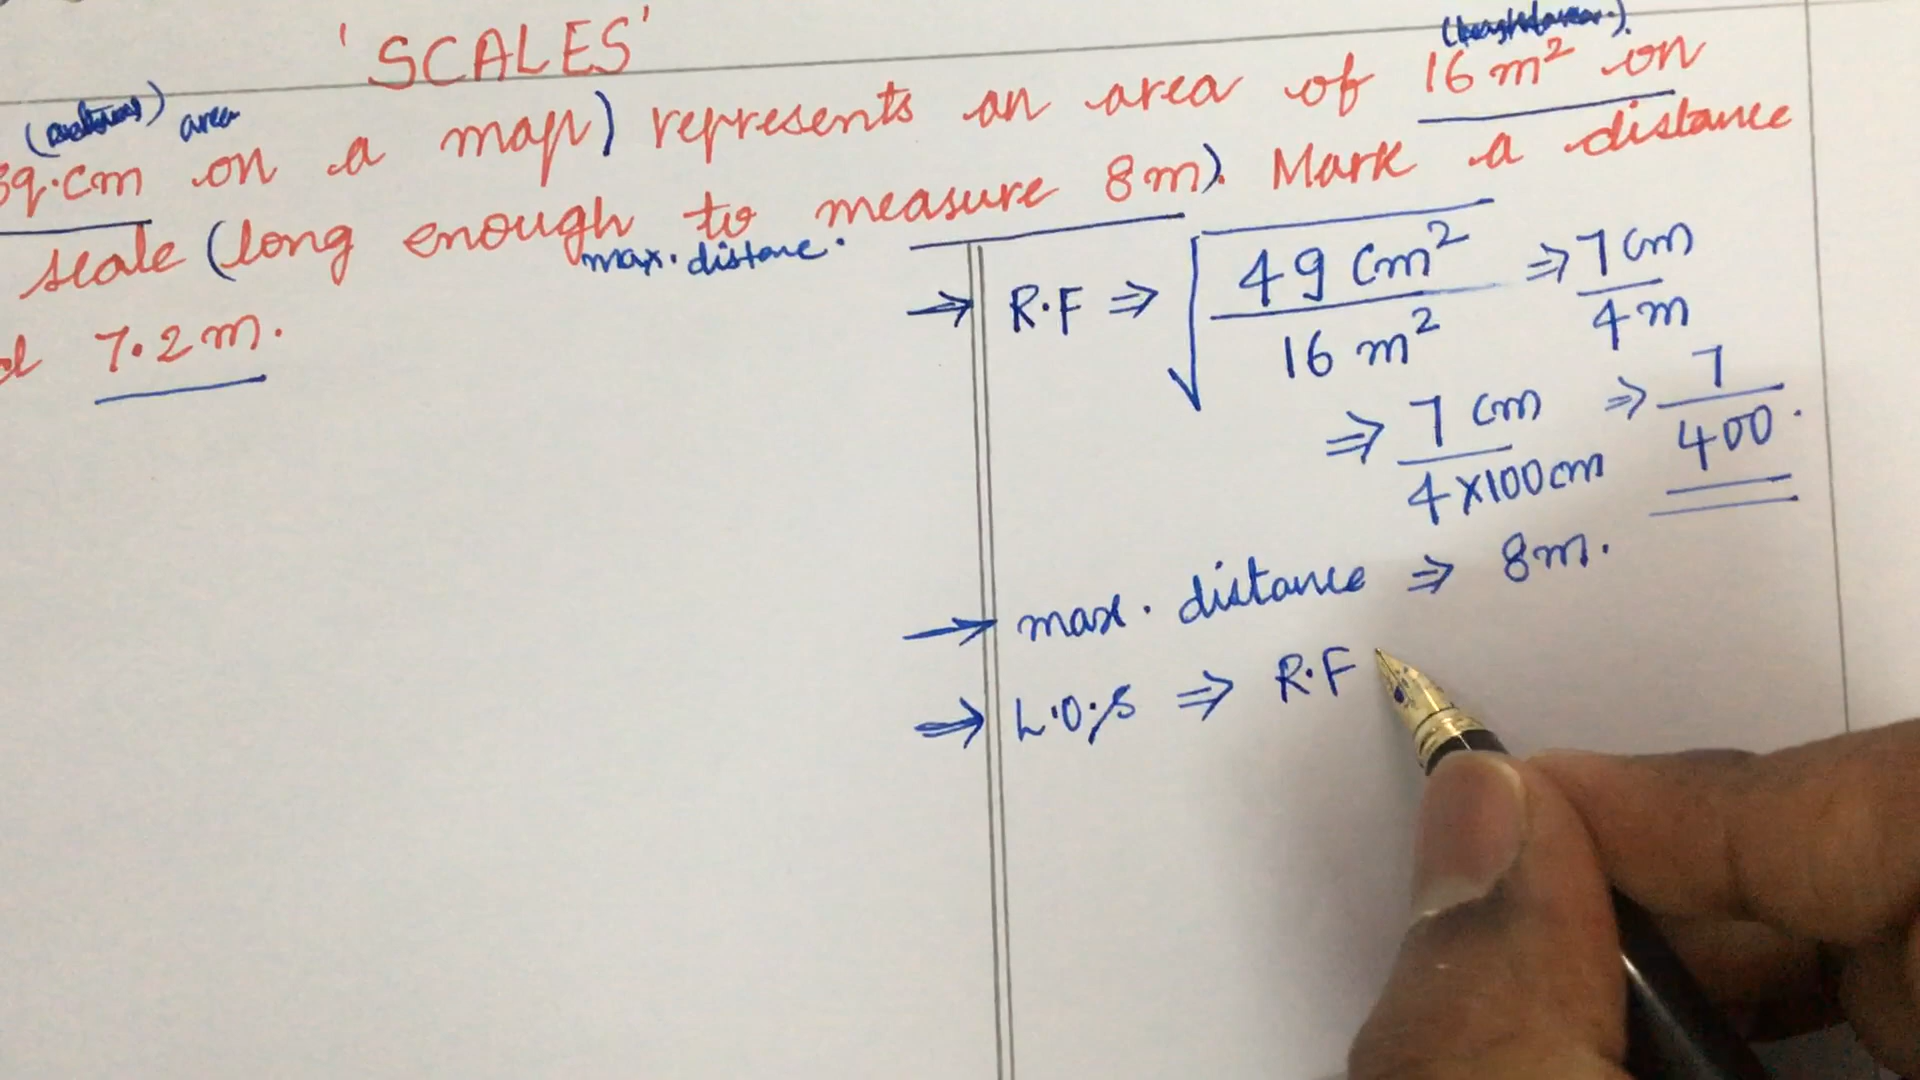 'SCALES'
area
sq.cm on a map) represents an area of 16 m² on
scale (long enough to measure 8m). Mark a distance
max. distance.
7.2 m.
→ R.F ⇒ √ 49 cm² / 16 m² ⇒ 7 cm / 4 m
⇒ 7 cm / 4 x 100 cm ⇒ 7 / 400.
→ max. distance ⇒ 8m.
→ L.O.S ⇒ R.F